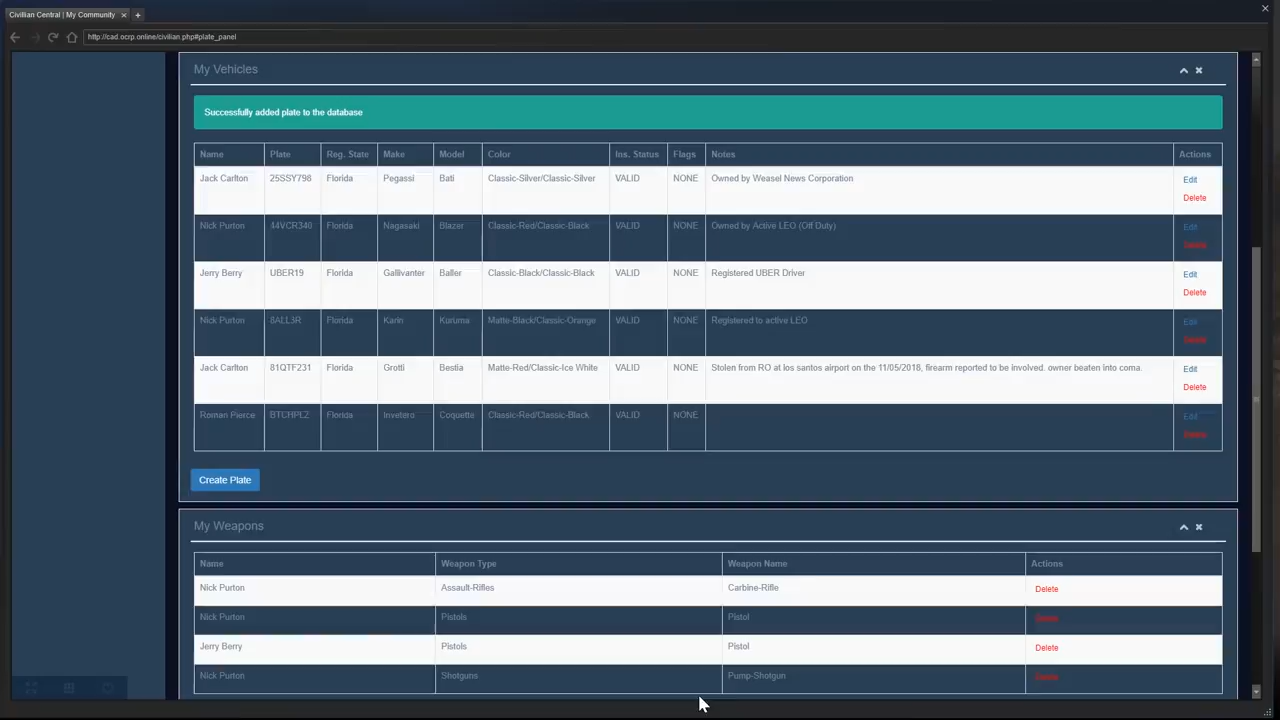 Civillian Central | My Community
http://cad.ocrp.online/civilian.php#plate_panel
My Vehicles
Successfully added plate to the database
Name Plate Reg. State Make Model Color Ins. Status Flags Notes Actions
Jack Carlton 25SSY798 Florida Pegassi Bati Classic-Silver/Classic-Silver VALID NONE Owned by Weasel News Corporation Edit
Delete
Nick Purton 44VCR340 Florida Nagasaki Blazer Classic-Red/Classic-Black VALID NONE Owned by Active LEO (Off Duty) Edit
Delete
Jerry Berry UBER19 Florida Gallivanter Baller Classic-Black/Classic-Black VALID NONE Registered UBER Driver Edit
Delete
Nick Purton 8ALL3R Florida Karin Kuruma Matte-Black/Classic-Orange VALID NONE Registered to active LEO Edit
Delete
Jack Carlton 81QTF231 Florida Grotti Bestia Matte-Red/Classic-Ice White VALID NONE Stolen from RO at los santos airport on the 11/05/2018, firearm reported to be involved. owner beaten into coma. Edit
Delete
Roman Pierce BTCHPLZ Florida Invetero Coquette Classic-Red/Classic-Black VALID NONE Edit
Delete
Create Plate
My Weapons
Name Weapon Type Weapon Name Actions
Nick Purton Assault-Rifles Carbine-Rifle Delete
Nick Purton Pistols Pistol Delete
Jerry Berry Pistols Pistol Delete
Nick Purton Shotguns Pump-Shotgun Delete